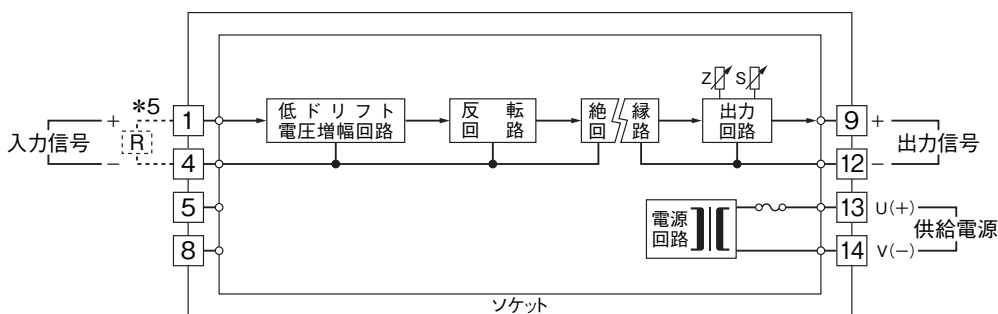 Z S
*5
1
低ドリフト
電圧増幅回路
反転
回路
絶縁
回路
出力
回路
9 +
入力信号
+
R
−
出力信号
4
12 −
5
電源
回路
13 U(+)
供給電源
8
14 V(−)
ソケット